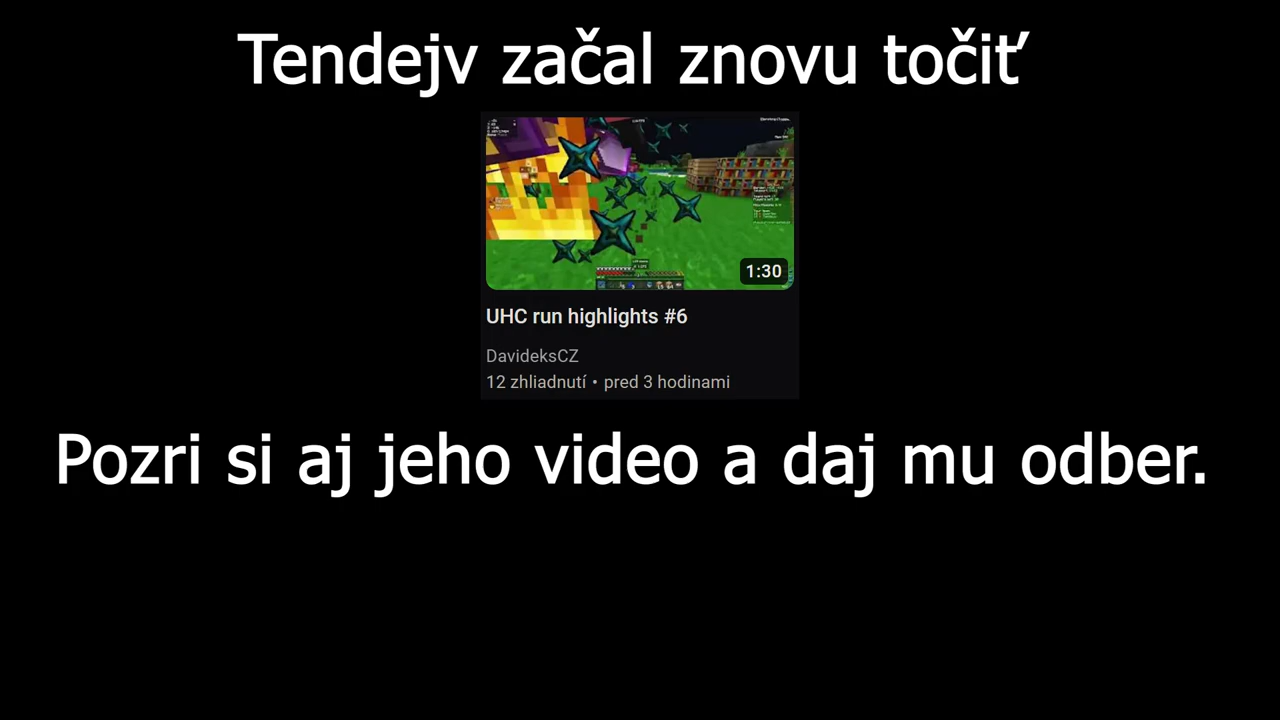 Tendejv začal znovu točiť
1:30
UHC run highlights #6
DavideksCZ
12 zhliadnutí • pred 3 hodinami
Pozri si aj jeho video a daj mu odber.